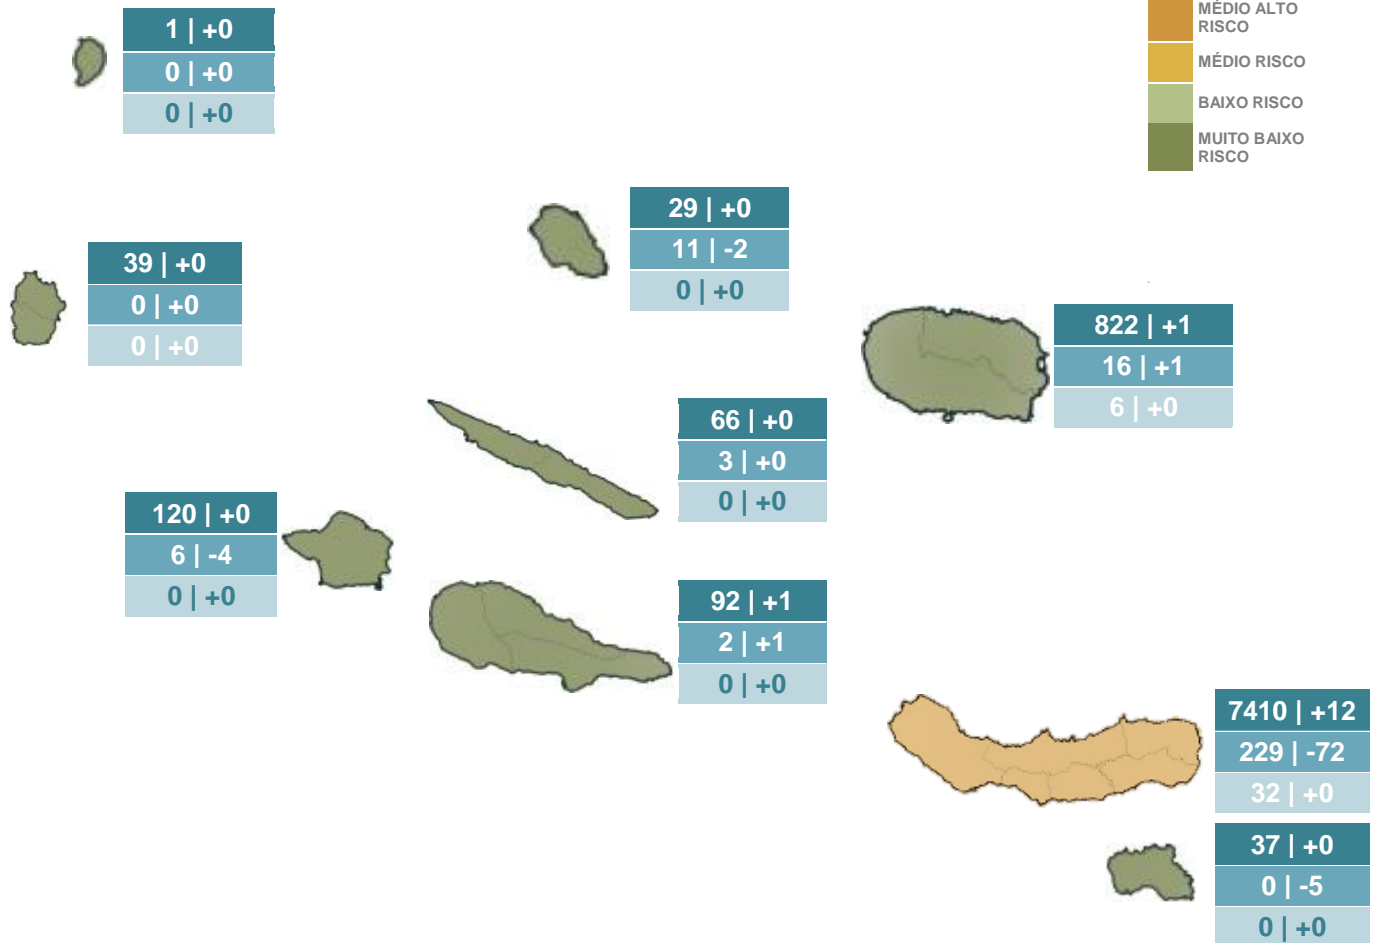 1 | +0
0 | +0
0 | +0
MÉDIO ALTO
RISCO
MÉDIO RISCO
BAIXO RISCO
MUITO BAIXO
RISCO
29 | +0
11 | -2
0 | +0
39 | +0
0 | +0
0 | +0
822 | +1
16 | +1
6 | +0
66 | +0
3 | +0
0 | +0
120 | +0
6 | -4
0 | +0
92 | +1
2 | +1
0 | +0
7410 | +12
229 | -72
32 | +0
37 | +0
0 | -5
0 | +0